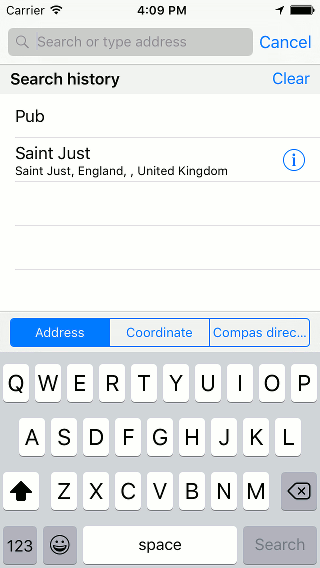 Carrier 4:09 PM
Search or type address Cancel
Search history Clear
Pub
Saint Just
Saint Just, England, , United Kingdom
Address Coordinate Compas direc...
Q W E R T Y U I O P
A S D F G H J K L
Z X C V B N M
123 space Search